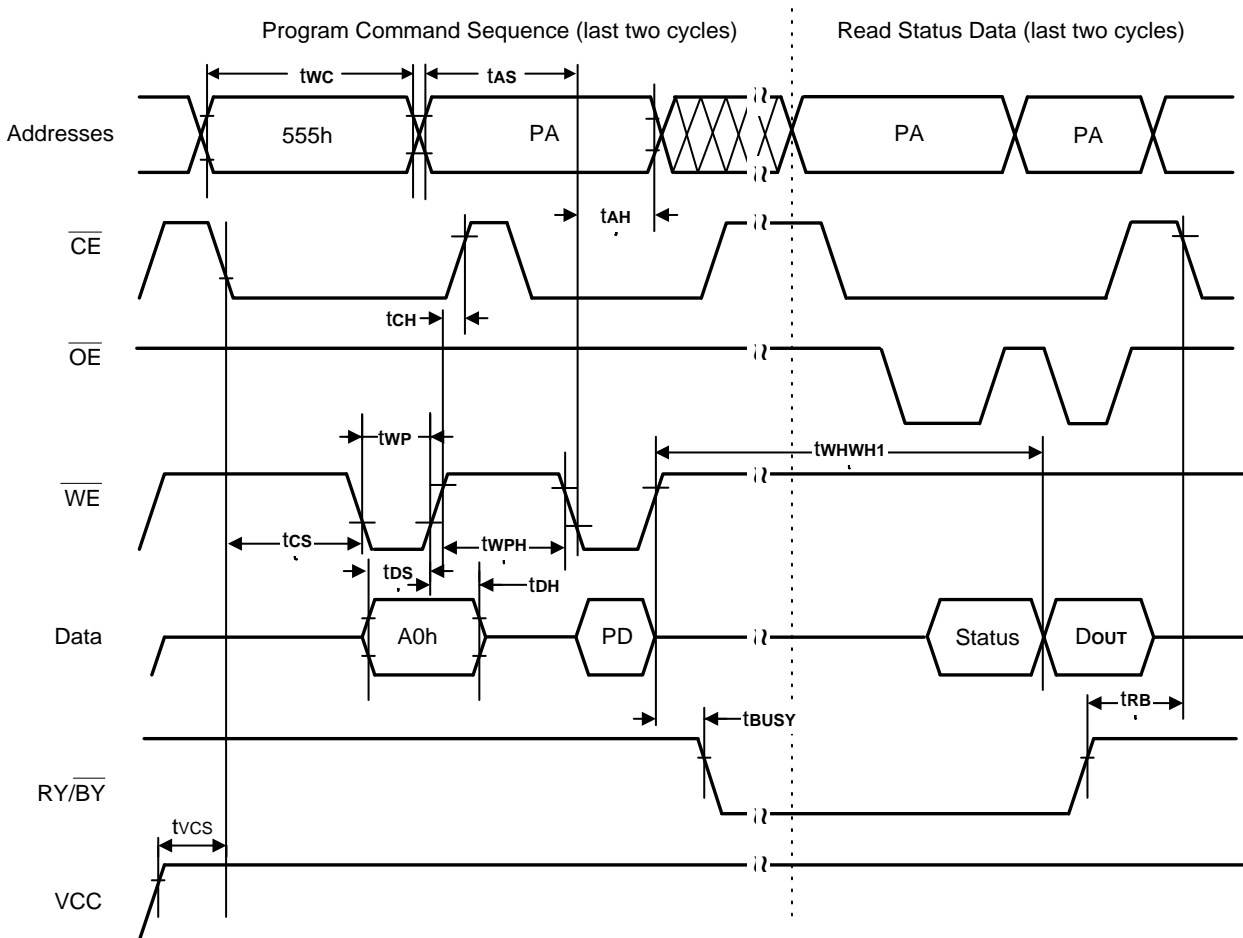 Program Command Sequence (last two cycles) Read Status Data (last two cycles)
tWC tAS
Addresses 555h PA PA PA
tAH
CE
tCH
OE
tWP
tWHWH1
WE
tCS tWPH
tDS tDH
Data A0h PD Status DOUT
tRB
tBUSY
RY/BY
tVCS
VCC